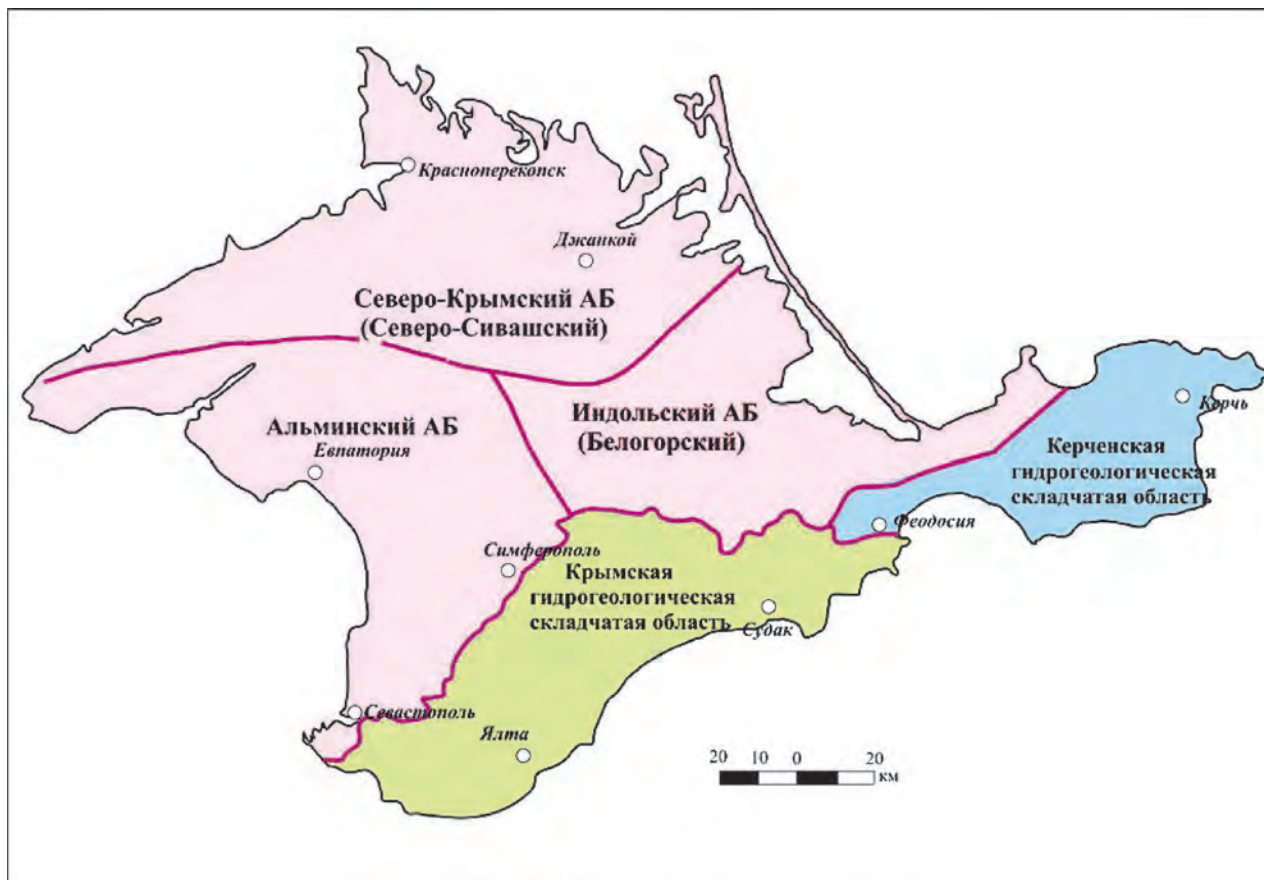 Красноперекопск
Джанкой
Северо-Крымский АБ
(Северо-Сивашский)
Индольский АБ
(Белогорский)
Альминский АБ
Евпатория
Керчь
Керченская
гидрогеологическая
складчатая область
Феодосия
Симферополь
Крымская
гидрогеологическая
складчатая область
Судак
Севастополь
Ялта
20 10 0 20
км